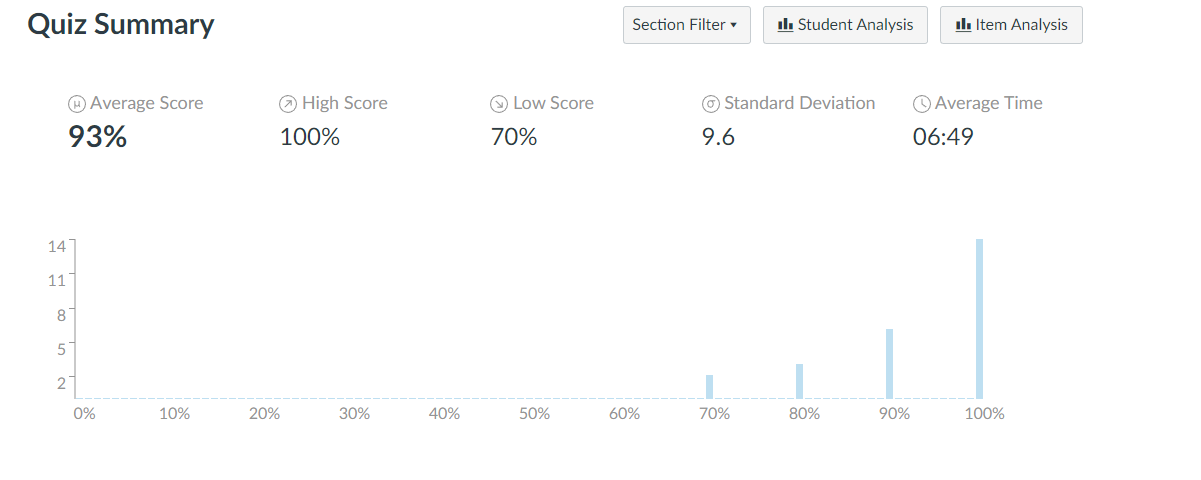 Quiz Summary
Section Filter
Student Analysis
Item Analysis
Average Score
High Score
Low Score
Standard Deviation
Average Time
93%
100%
70%
9.6
06:49
14
11
8
5
2
0% 10% 20% 30% 40% 50% 60% 70% 80% 90% 100%